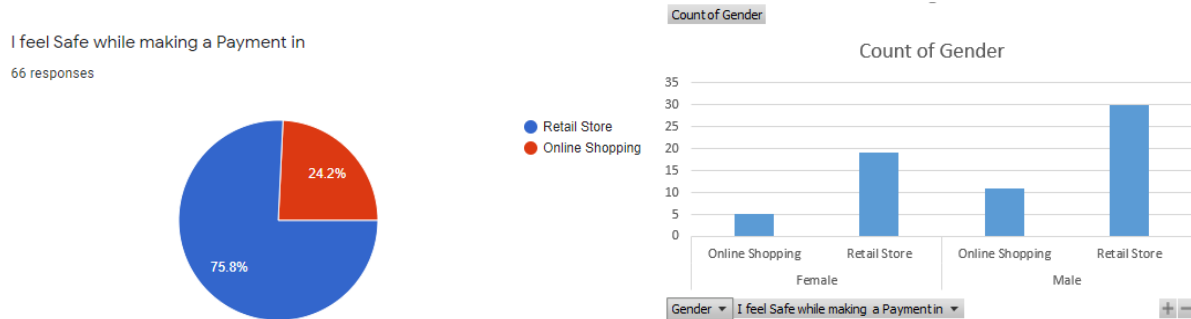 I feel Safe while making a Payment in
66 responses
Retail Store
Online Shopping
24.2%
75.8%
Count of Gender
Count of Gender
35
30
25
20
15
10
5
0
Online Shopping Retail Store Online Shopping Retail Store
Female Male
Gender I feel Safe while making a Payment in